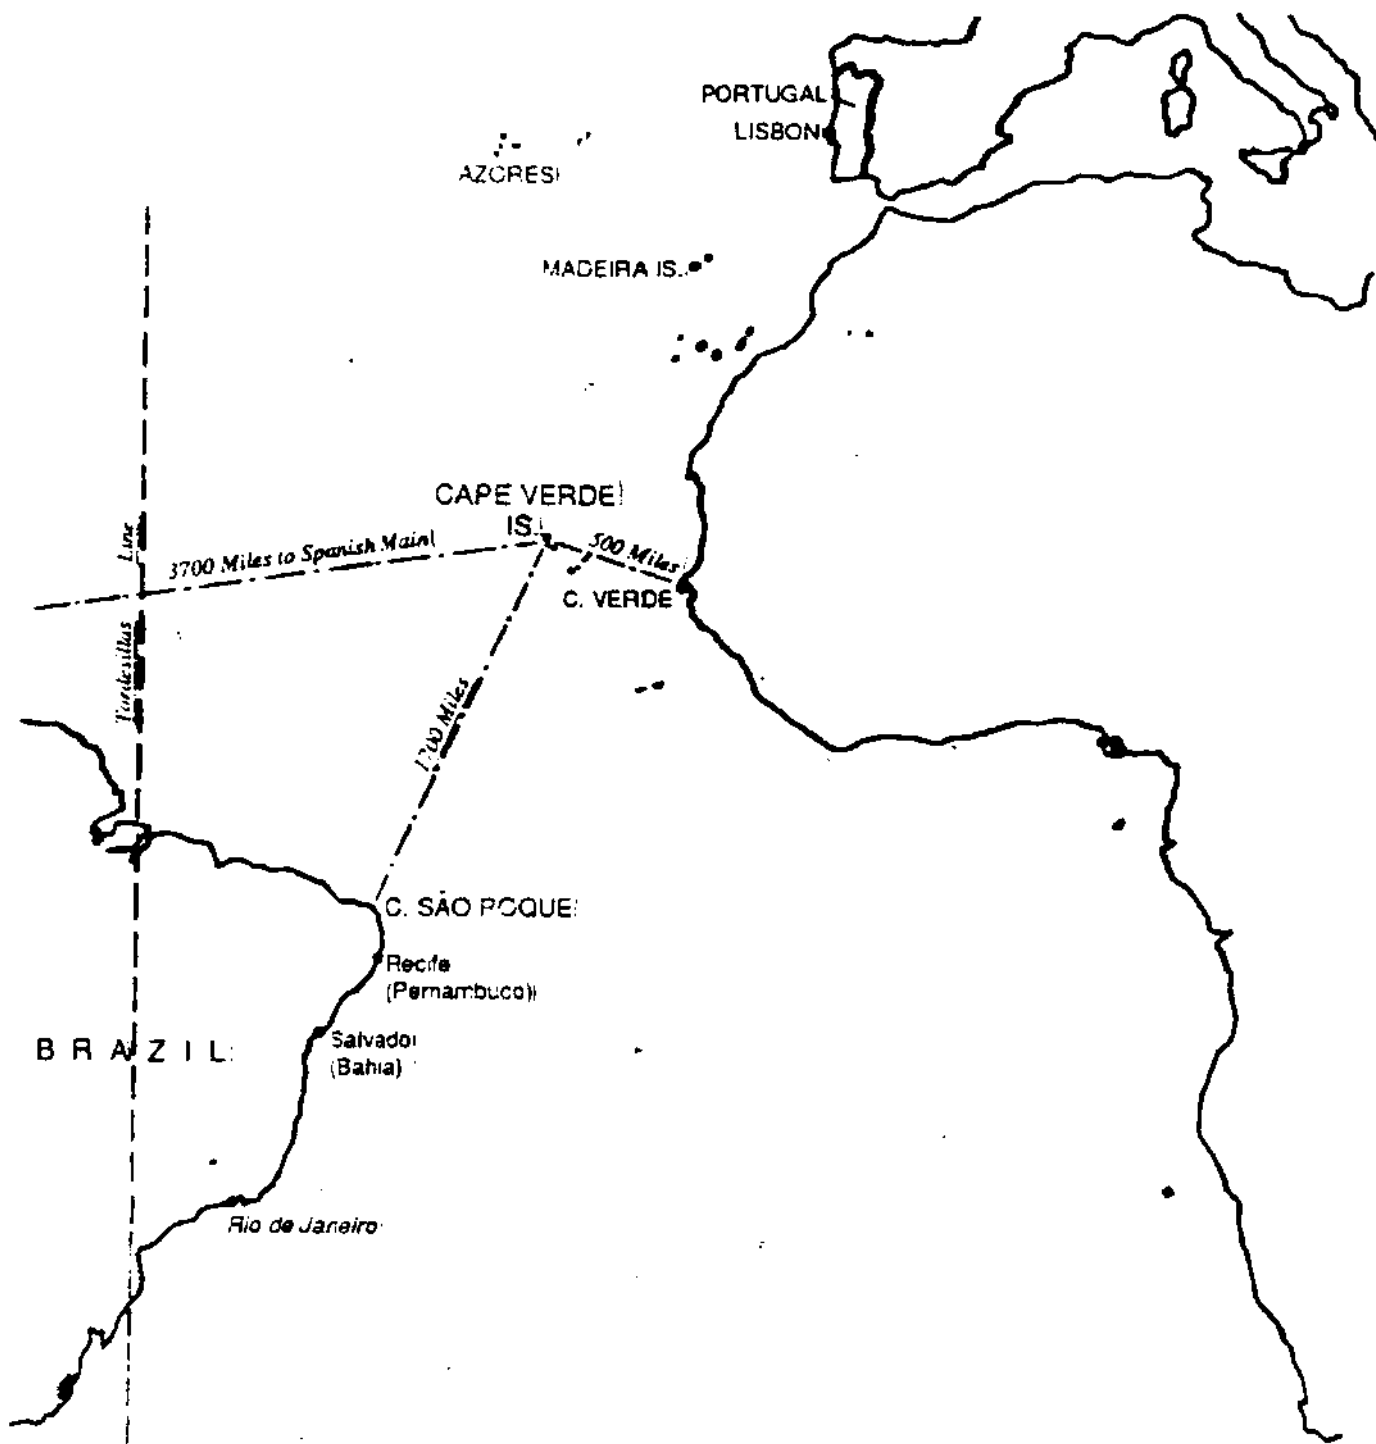 PORTUGAL
LISBON
AZORES
MADEIRA IS.
CAPE VERDE
IS.
3700 Miles to Spanish Main
500 Miles
C. VERDE
Tordesillas Line
1700 Miles
C. SÃO ROQUE
Recife
(Pernambuco)
BRAZIL
Salvador
(Bahia)
Rio de Janeiro